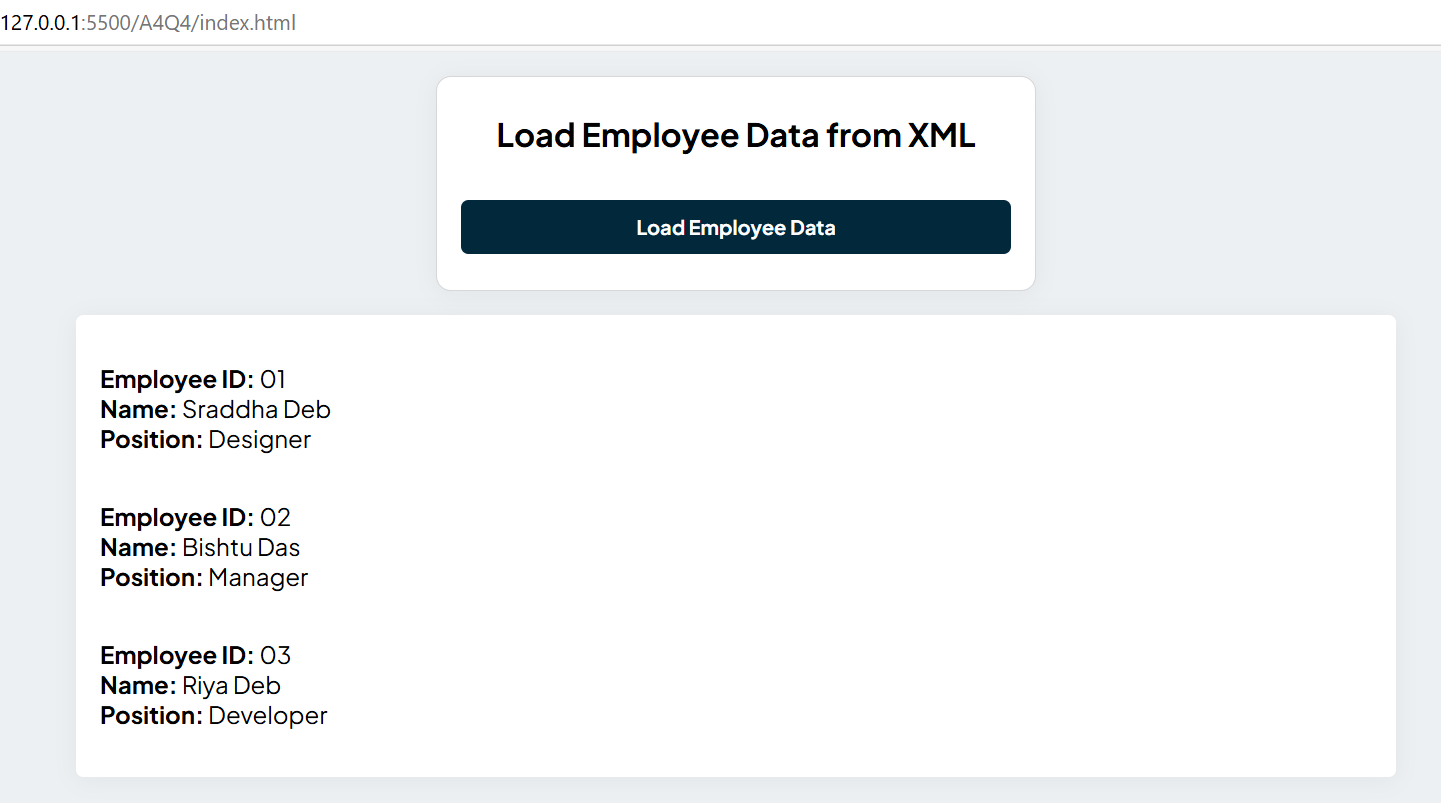 127.0.0.1:5500/A4Q4/index.html
Load Employee Data from XML
Load Employee Data
Employee ID: 01
Name: Sraddha Deb
Position: Designer
Employee ID: 02
Name: Bishtu Das
Position: Manager
Employee ID: 03
Name: Riya Deb
Position: Developer